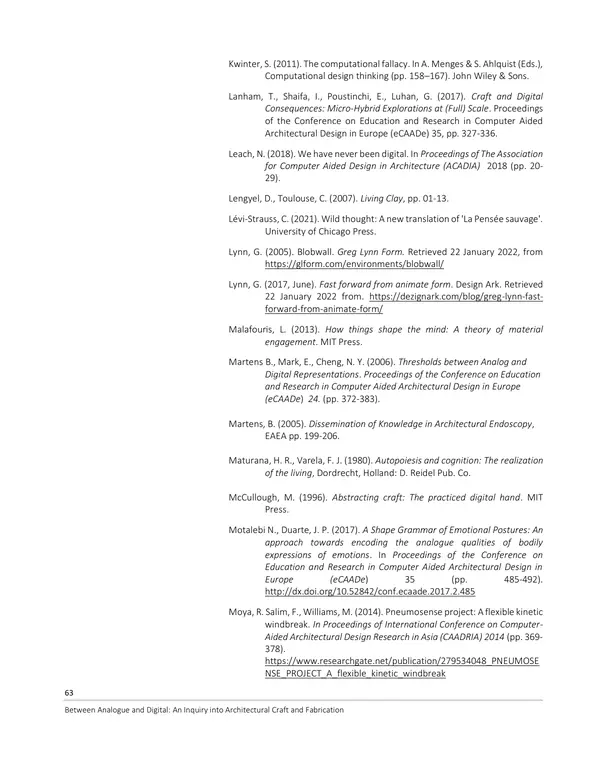 Kwinter, S. (2011). The computational fallacy. In A. Menges & S. Ahlquist (Eds.),
Computational design thinking (pp. 158–167). John Wiley & Sons.
Lanham, T., Shaifa, I., Poustinchi, E., Luhan, G. (2017). Craft and Digital
Consequences: Micro-Hybrid Explorations at (Full) Scale. Proceedings
of the Conference on Education and Research in Computer Aided
Architectural Design in Europe (eCAADe) 35, pp. 327-336.
Leach, N. (2018). We have never been digital. In Proceedings of The Association
for Computer Aided Design in Architecture (ACADIA) 2018 (pp. 20-
29).
Lengyel, D., Toulouse, C. (2007). Living Clay, pp. 01-13.
Lévi-Strauss, C. (2021). Wild thought: A new translation of 'La Pensée sauvage'.
University of Chicago Press.
Lynn, G. (2005). Blobwall. Greg Lynn Form. Retrieved 22 January 2022, from
https://glform.com/environments/blobwall/
Lynn, G. (2017, June). Fast forward from animate form. Design Ark. Retrieved
22 January 2022 from. https://dezignark.com/blog/greg-lynn-fast-
forward-from-animate-form/
Malafouris, L. (2013). How things shape the mind: A theory of material
engagement. MIT Press.
Martens B., Mark, E., Cheng, N. Y. (2006). Thresholds between Analog and
Digital Representations. Proceedings of the Conference on Education
and Research in Computer Aided Architectural Design in Europe
(eCAADe) 24. (pp. 372-383).
Martens, B. (2005). Dissemination of Knowledge in Architectural Endoscopy,
EAEA pp. 199-206.
Maturana, H. R., Varela, F. J. (1980). Autopoiesis and cognition: The realization
of the living, Dordrecht, Holland: D. Reidel Pub. Co.
McCullough, M. (1996). Abstracting craft: The practiced digital hand. MIT
Press.
Motalebi N., Duarte, J. P. (2017). A Shape Grammar of Emotional Postures: An
approach towards encoding the analogue qualities of bodily
expressions of emotions. In Proceedings of the Conference on
Education and Research in Computer Aided Architectural Design in
Europe (eCAADe) 35 (pp. 485-492).
http://dx.doi.org/10.52842/conf.ecaade.2017.2.485
Moya, R. Salim, F., Williams, M. (2014). Pneumosense project: A flexible kinetic
windbreak. In Proceedings of International Conference on Computer-
Aided Architectural Design Research in Asia (CAADRIA) 2014 (pp. 369-
378).
https://www.researchgate.net/publication/279534048_PNEUMOSE
NSE_PROJECT_A_flexible_kinetic_windbreak
63
Between Analogue and Digital: An Inquiry into Architectural Craft and Fabrication